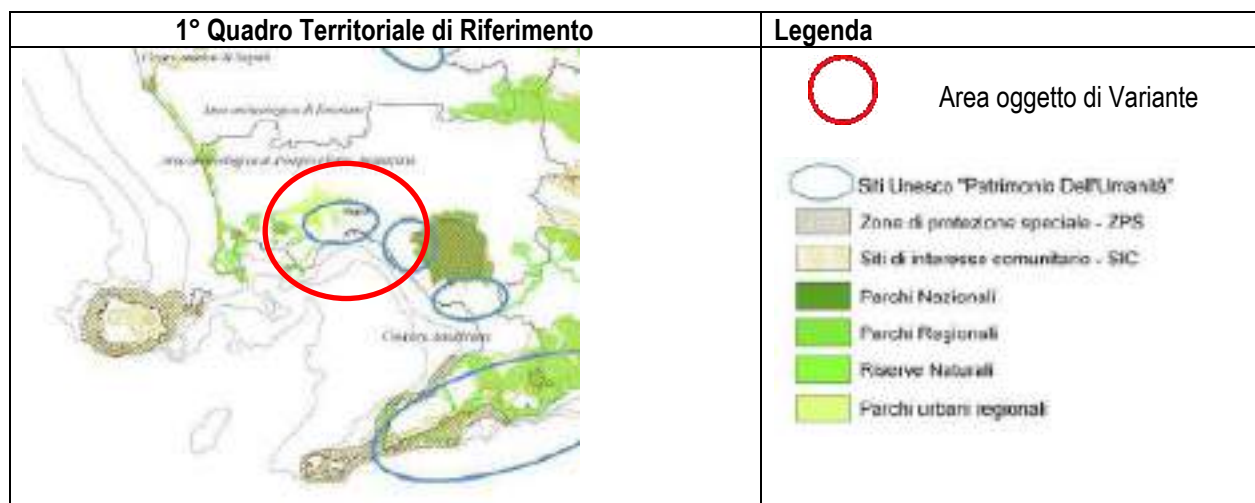 1° Quadro Territoriale di Riferimento
Legenda
Area oggetto di Variante
Siti Unesco "Patrimonio Dell'Umanità"
Zone di protezione speciale - ZPS
Siti di interesse comunitario - SIC
Parchi Nazionali
Parchi Regionali
Riserve Naturali
Parchi urbani regionali